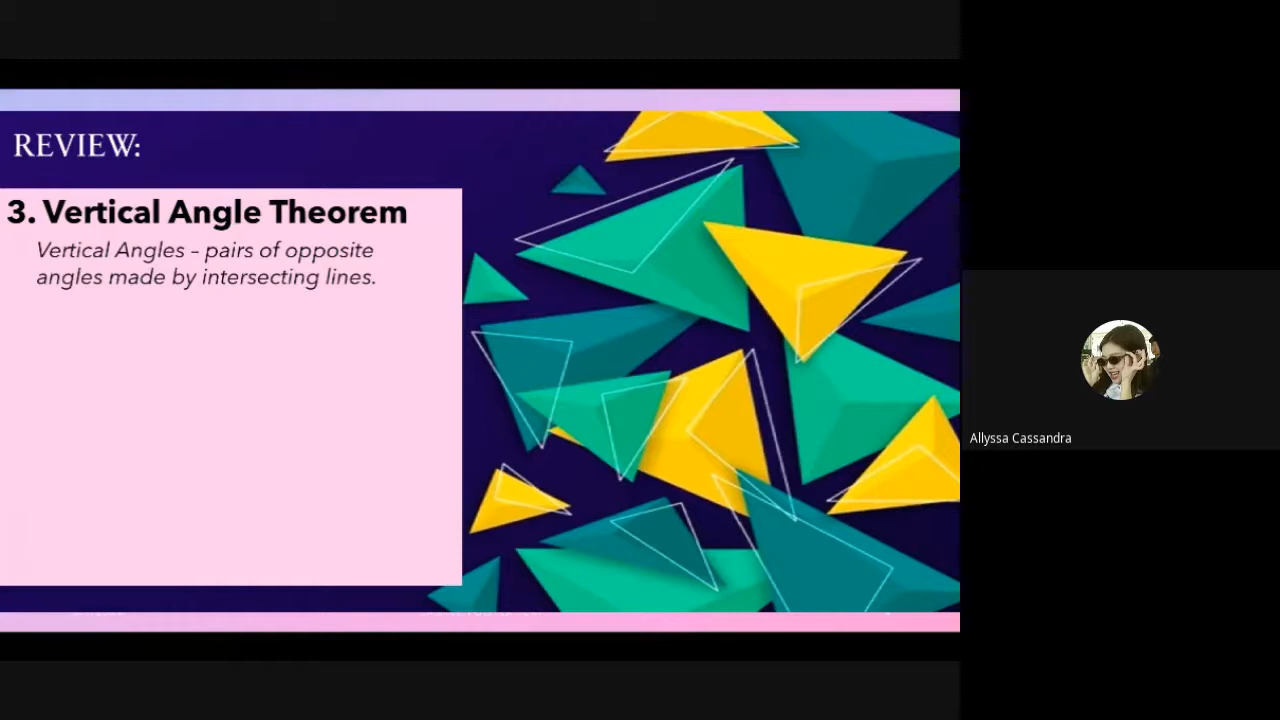 REVIEW:
3. Vertical Angle Theorem
Vertical Angles – pairs of opposite
angles made by intersecting lines.
Allyssa Cassandra